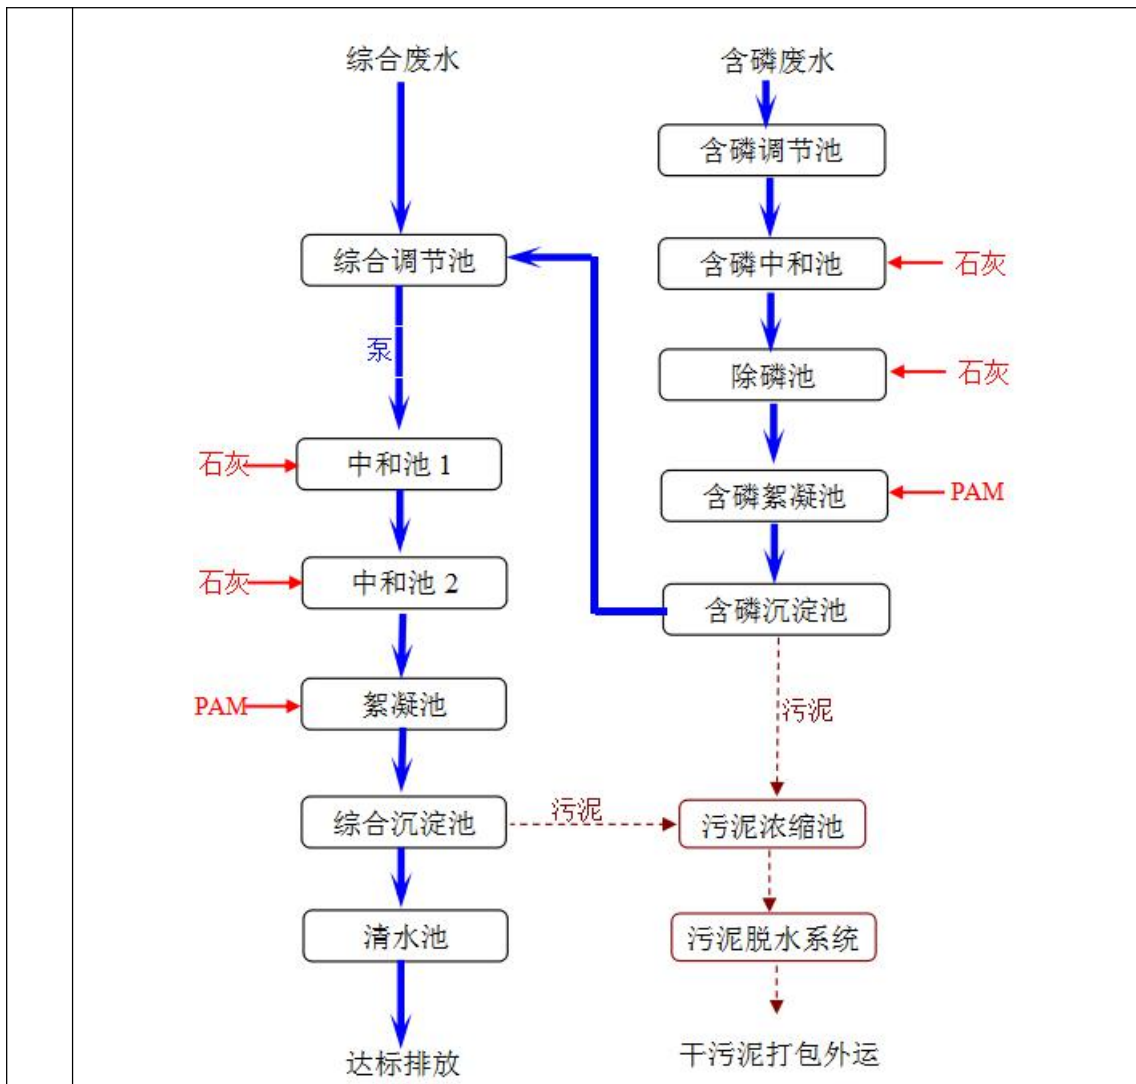 综合废水
含磷废水
含磷调节池
综合调节池
含磷中和池
石灰
泵
除磷池
石灰
石灰
中和池 1
含磷絮凝池
PAM
石灰
中和池 2
含磷沉淀池
PAM
絮凝池
污泥
综合沉淀池
污泥
污泥浓缩池
清水池
污泥脱水系统
达标排放
干污泥打包外运